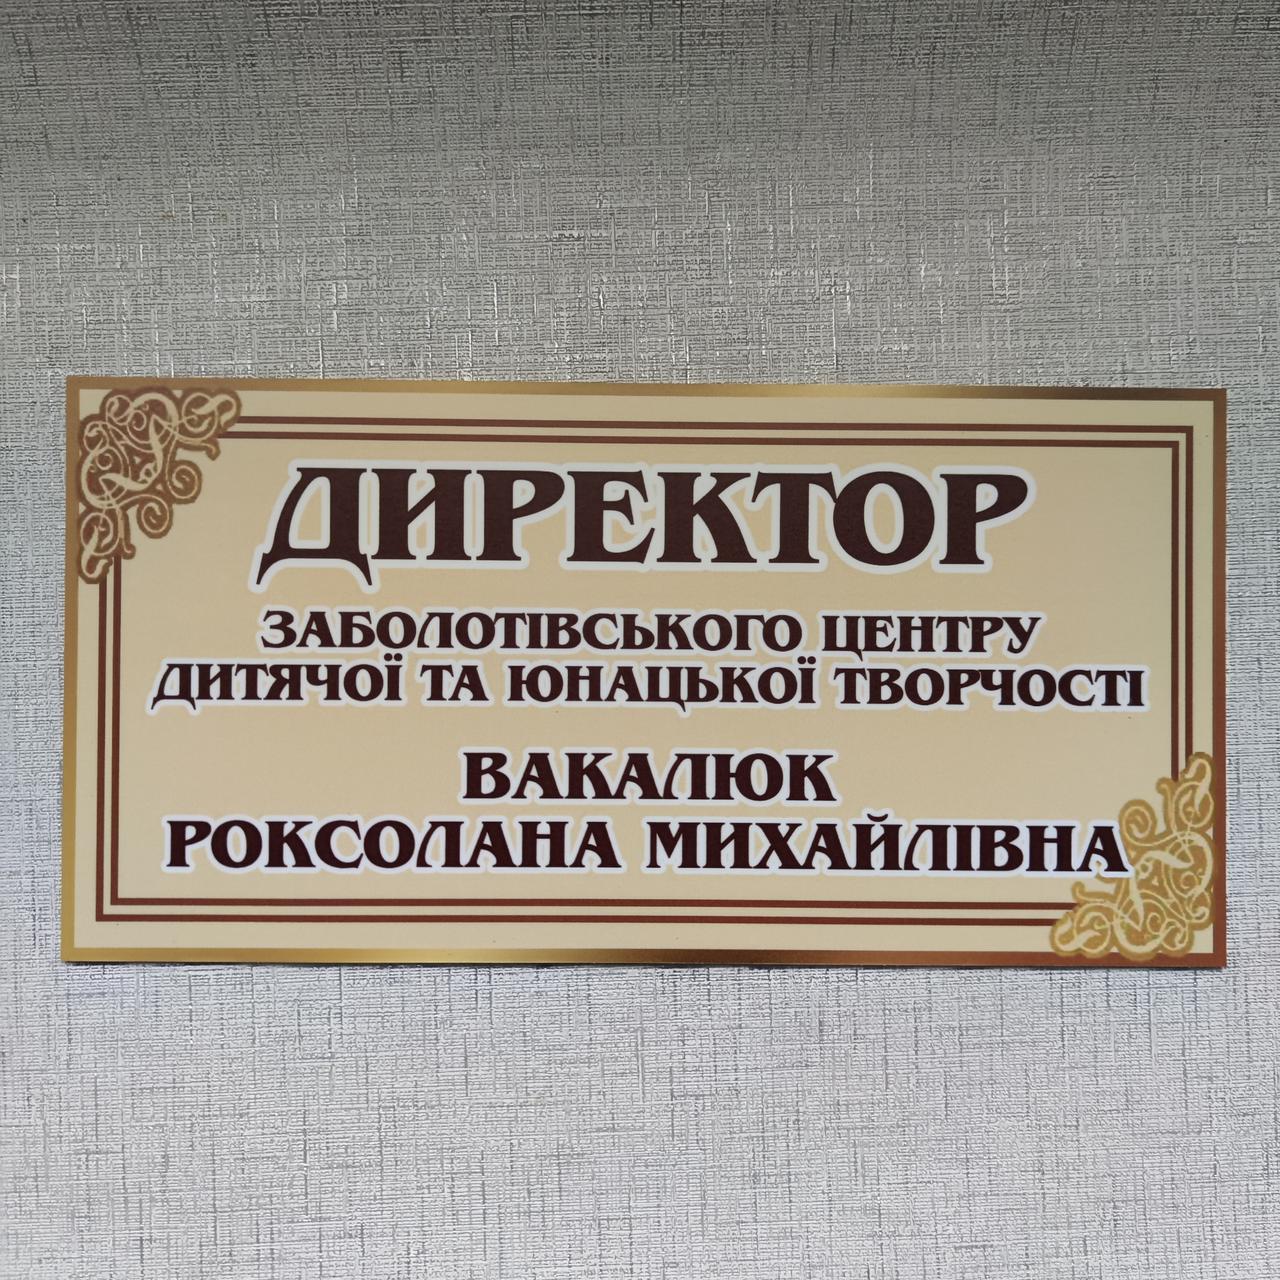 ДИРЕКТОР
ЗАБОЛОТІВСЬКОГО ЦЕНТРУ
ДИТЯЧОЇ ТА ЮНАЦЬКОЇ ТВОРЧОСТІ
ВАКАЛЮК
РОКСОЛАНА МИХАЙЛІВНА